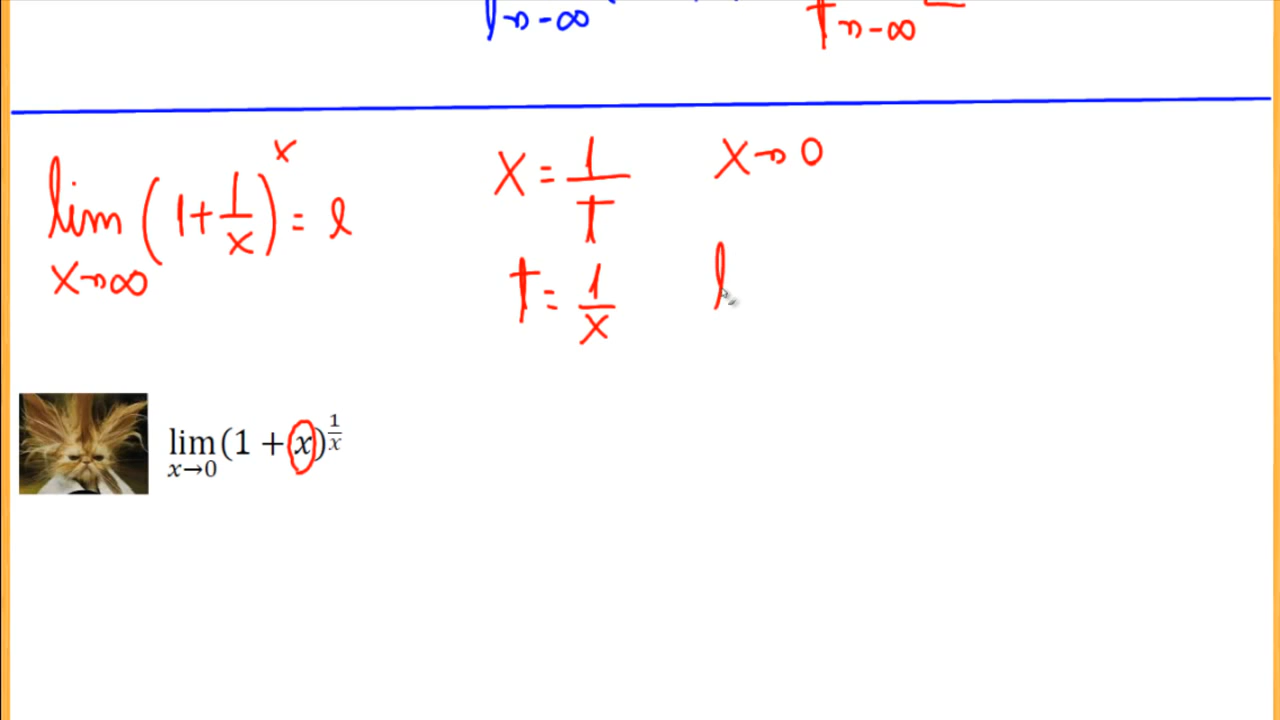 t→-∞ t→-∞
lim x→∞ (1+1/x)^x = e
x = 1/t x→0
t = 1/x l
lim x→0 (1 + x)^(1/x)